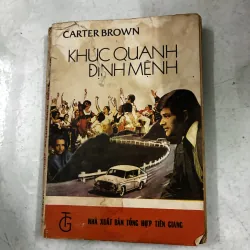 CARTER BROWN
KHÚC QUANH
ĐỊNH MỆNH
TG
NHÀ XUẤT BẢN TỔNG HỢP TIỀN GIANG